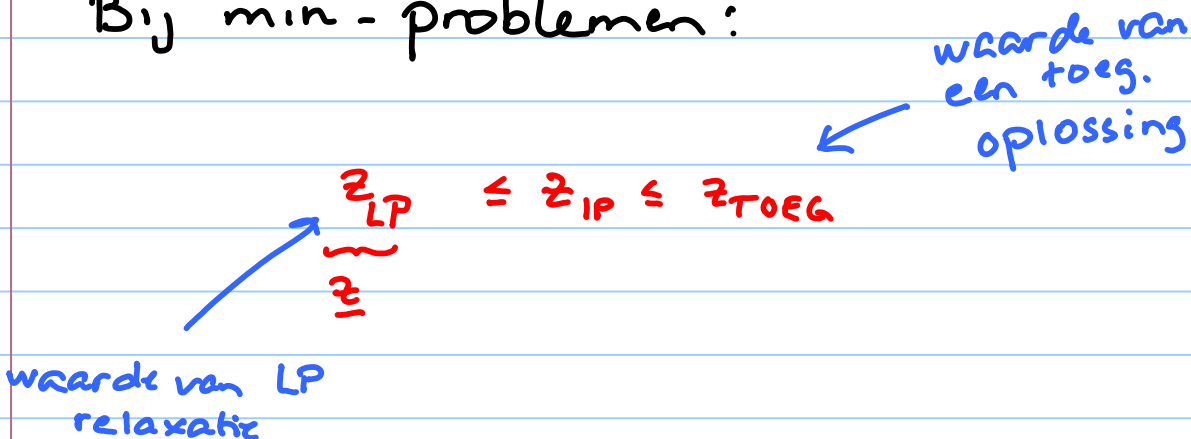 Bij min - problemen:
waarde van
een toeg.
oplossing
z_LP ≤ z_IP ≤ z_TOEG
z
waarde van LP
relaxatie